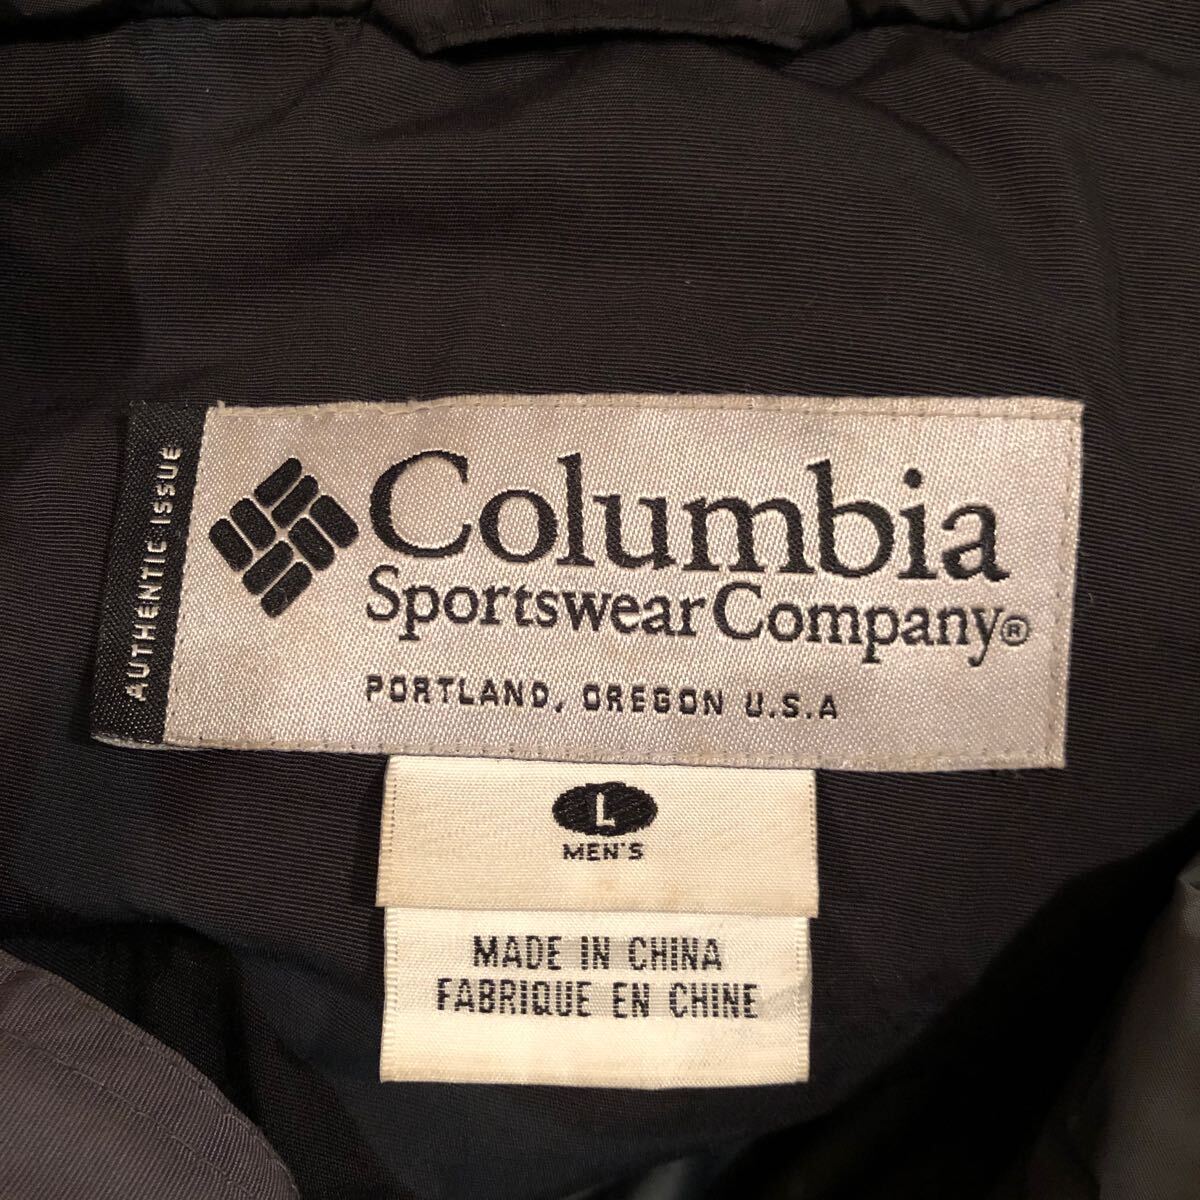 AUTHENTIC ISSUE
Columbia
Sportswear Company®
PORTLAND, OREGON U.S.A
L
MEN'S
MADE IN CHINA
FABRIQUE EN CHINE